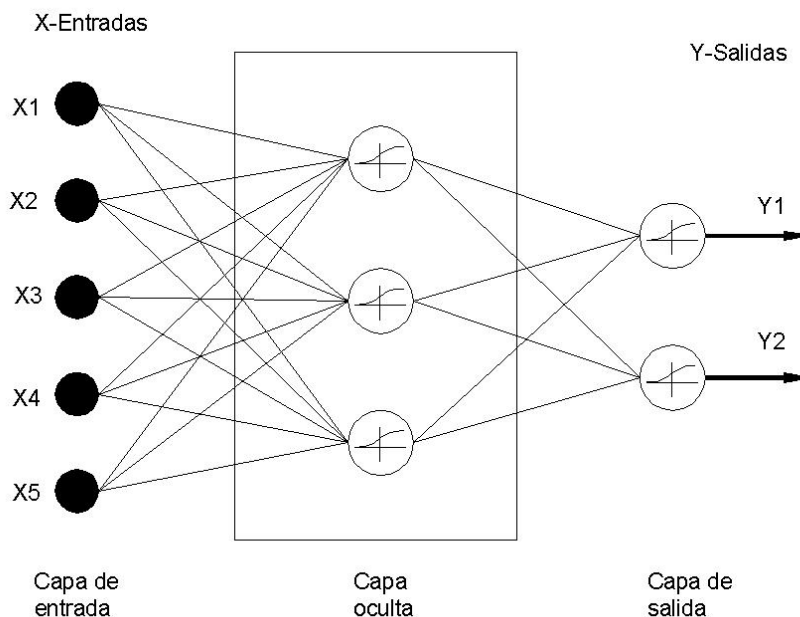 X-Entradas
Y-Salidas
X1
X2
X3
X4
X5
Y1
Y2
Capa de
entrada
Capa
oculta
Capa de
salida